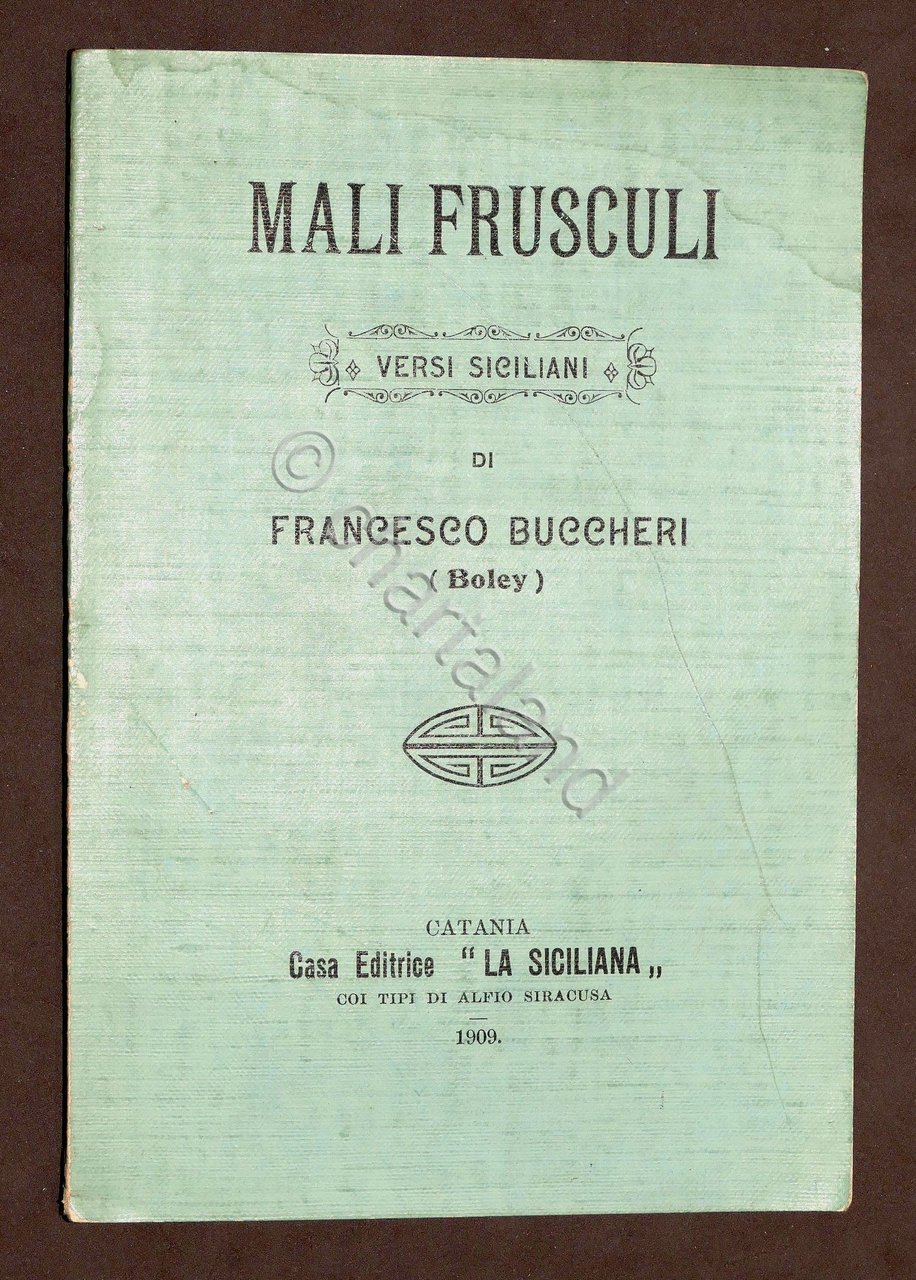 MALI FRUSCULI
VERSI SICILIANI
DI
FRANCESCO BUCCHERI
(Boley)
CATANIA
Casa Editrice “ LA SICILIANA „
COI TIPI DI ALFIO SIRACUSA
1909.
© chartaland